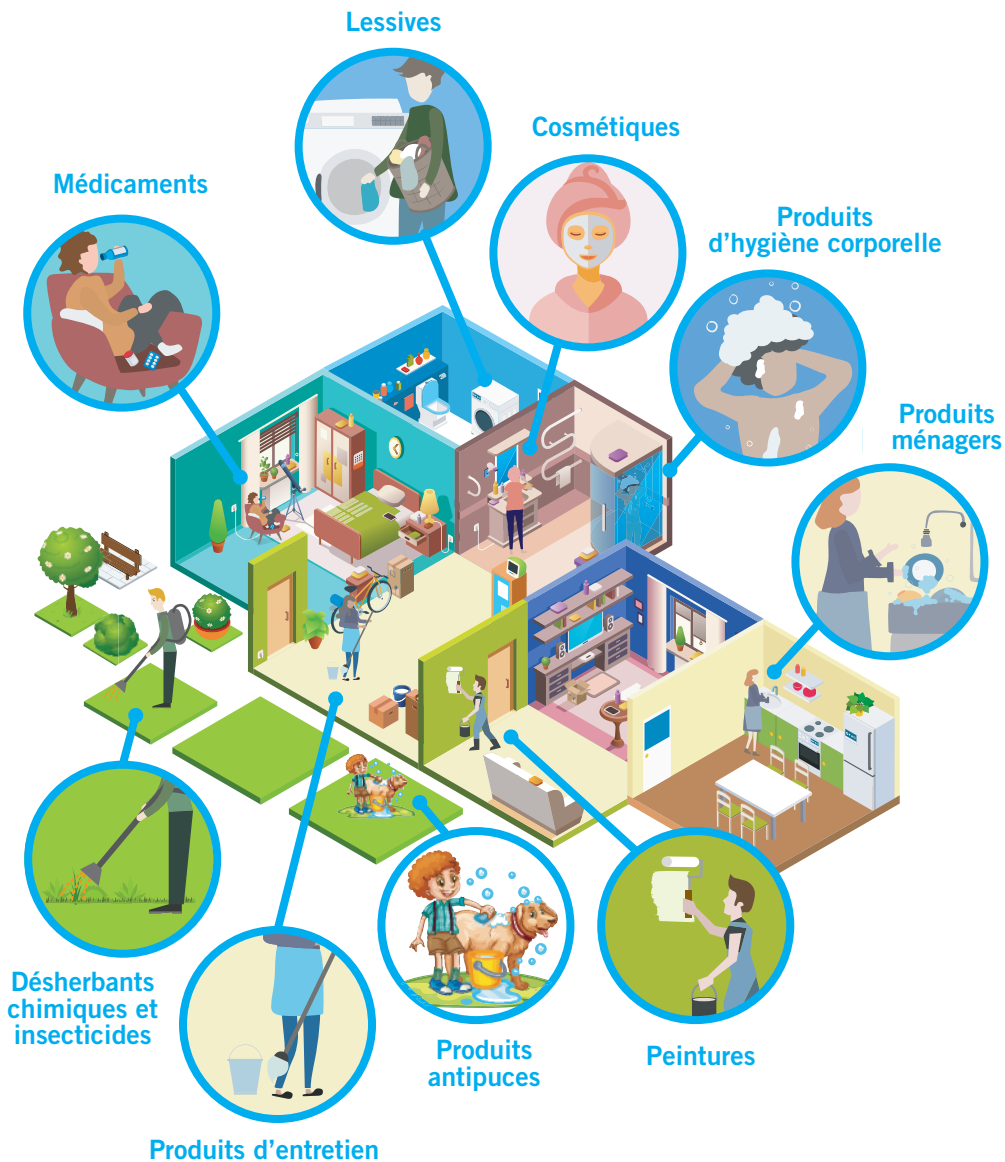 Lessives
Cosmétiques
Médicaments
Produits
d’hygiène corporelle
Produits
ménagers
Désherbants
chimiques et
insecticides
Produits
antipuces
Peintures
Produits d’entretien